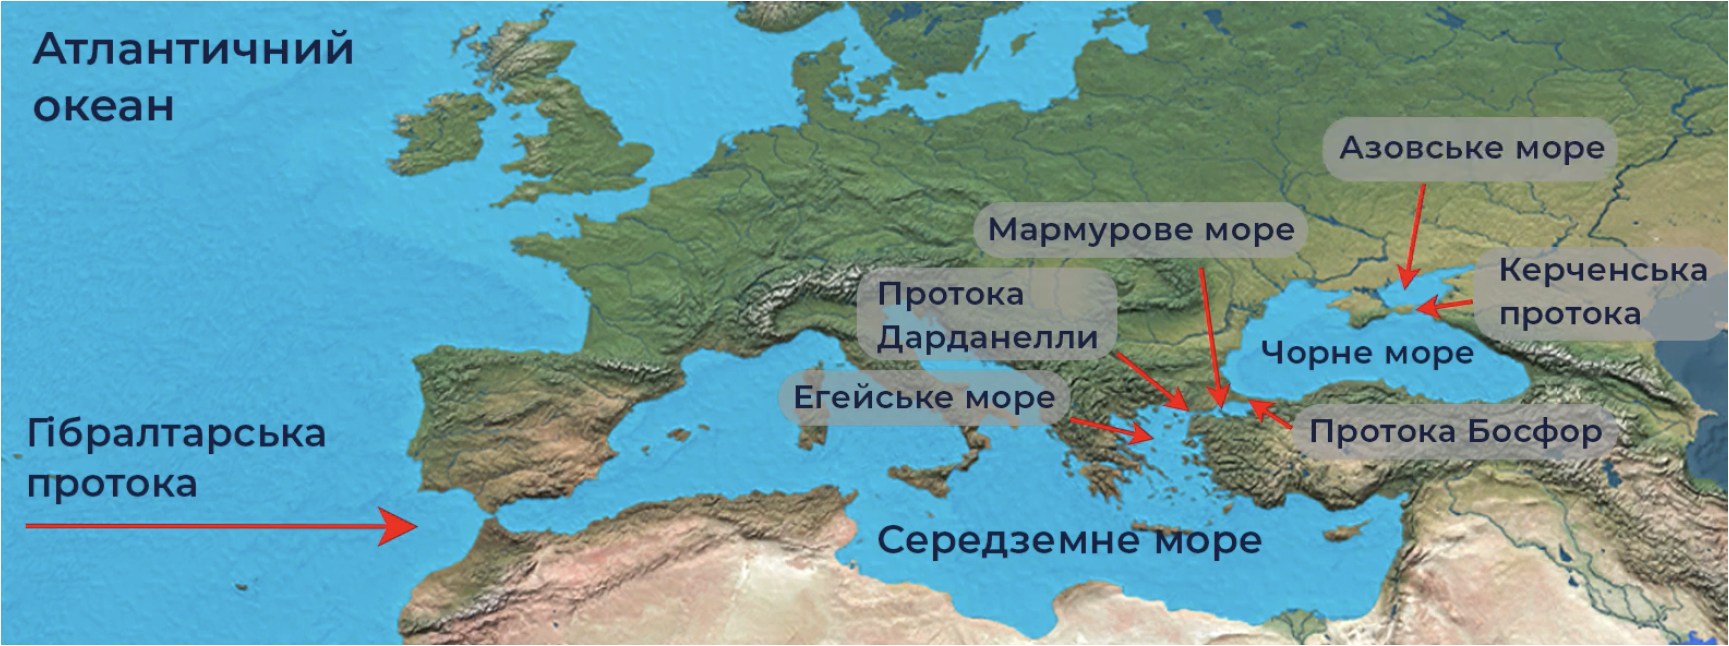 Атлантичний
океан
Азовське море
Мармурове море
Керченська
протока
Протока
Дарданелли
Чорне море
Егейське море
Протока Босфор
Гібралтарська
протока
Середземне море